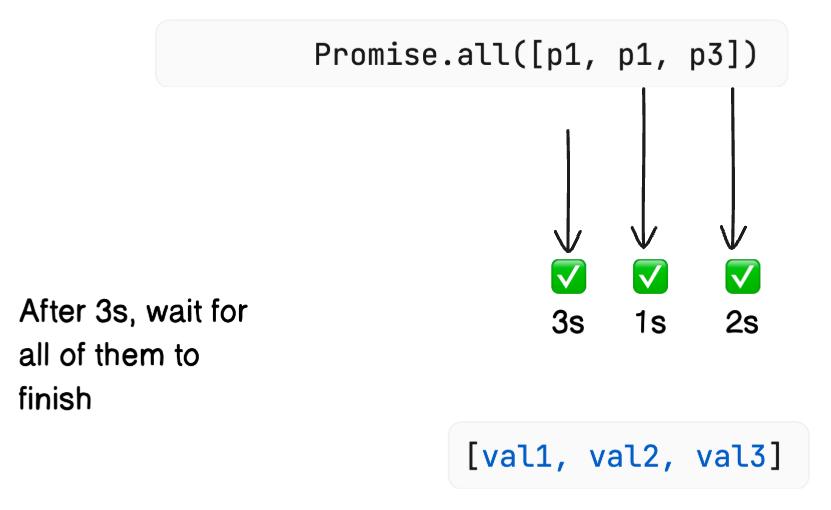 Promise.all([p1, p1, p3])
3s 1s 2s
After 3s, wait for
all of them to
finish
[val1, val2, val3]